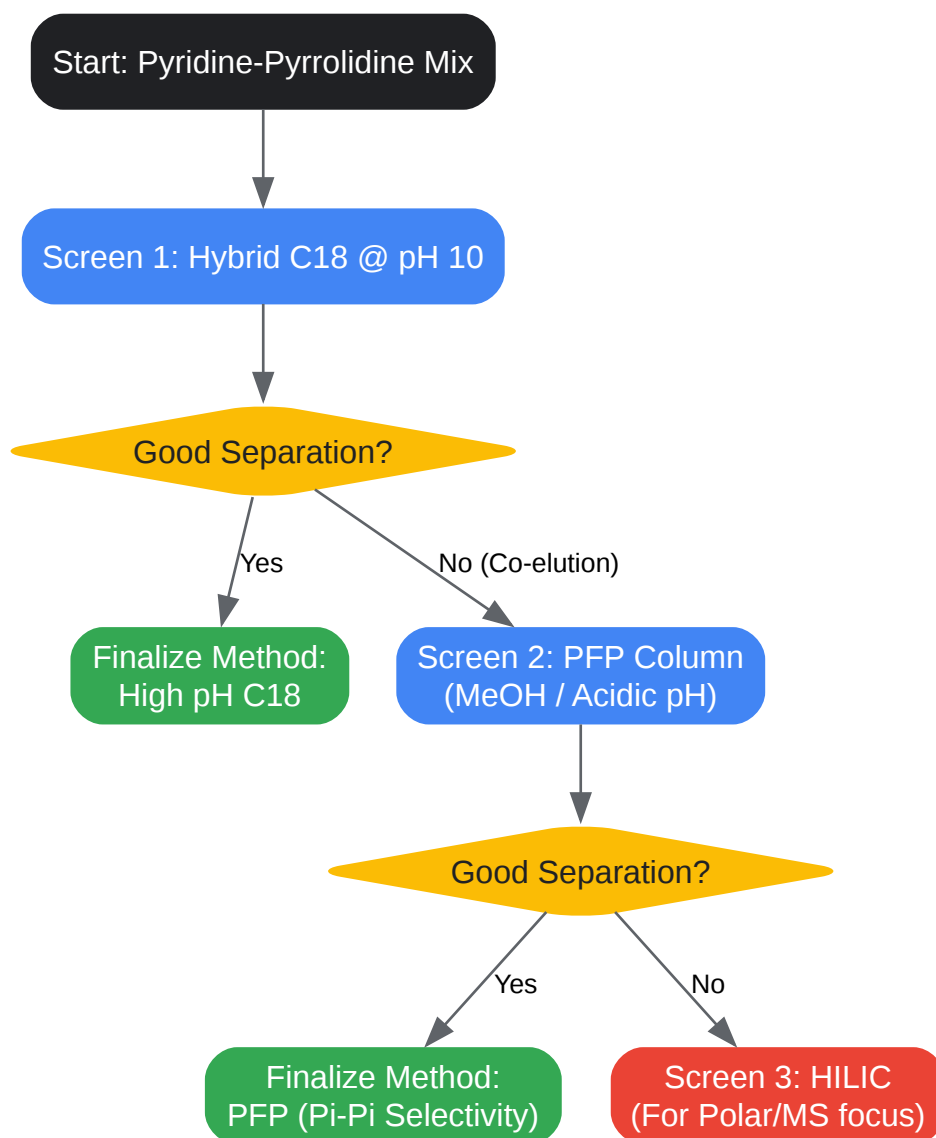 Start: Pyridine-Pyrrolidine Mix
Screen 1: Hybrid C18 @ pH 10
Good Separation?
Yes
No (Co-elution)
Finalize Method:
High pH C18
Screen 2: PFP Column
(MeOH / Acidic pH)
Good Separation?
Yes
No
Finalize Method:
PFP (Pi-Pi Selectivity)
Screen 3: HILIC
(For Polar/MS focus)